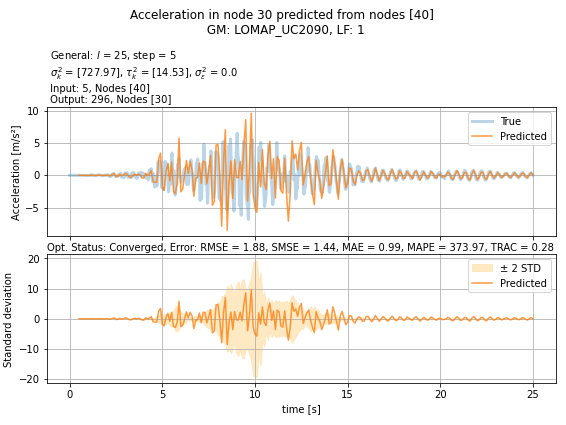 Acceleration in node 30 predicted from nodes [40]
GM: LOMAP_UC2090, LF: 1
General: l = 25, step = 5
σ²ₖ = [727.97], τ²ₖ = [14.53], σ²ε = 0.0
Input: 5, Nodes [40]
Output: 296, Nodes [30]
10
5
0
−5
Acceleration [m/s²]
True
Predicted
Opt. Status: Converged, Error: RMSE = 1.88, SMSE = 1.44, MAE = 0.99, MAPE = 373.97, TRAC = 0.28
20
10
0
−10
−20
Standard deviation
± 2 STD
Predicted
0 5 10 15 20 25
time [s]